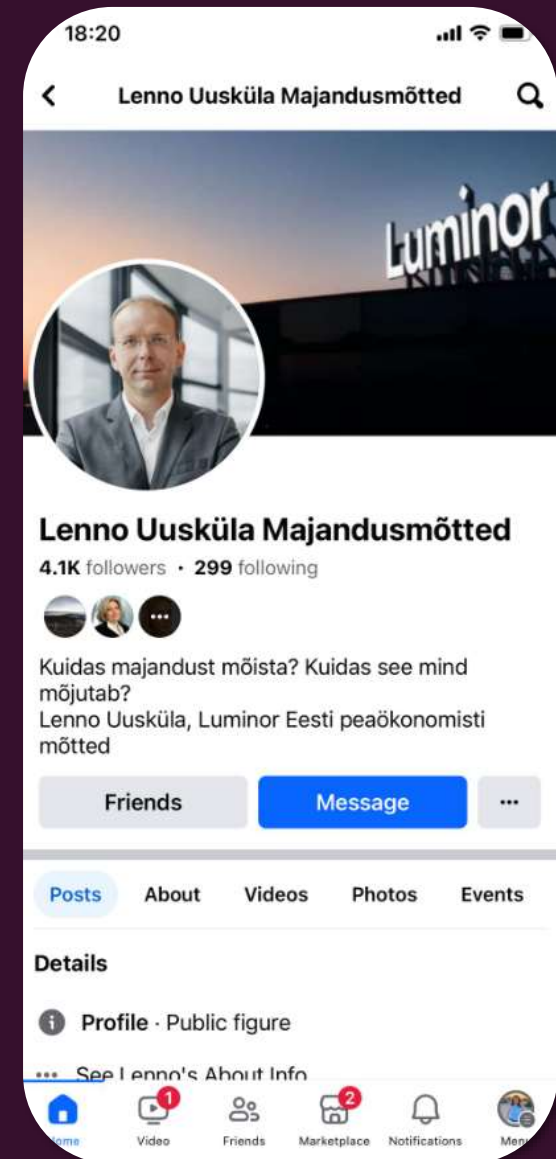 18:20
Lenno Uusküla Majandusmõtted
Luminor
Lenno Uusküla Majandusmõtted
4.1K followers · 299 following
Kuidas majandust mõista? Kuidas see mind
mõjutab?
Lenno Uusküla, Luminor Eesti peaökonomisti
mõtted
Friends
Message
Posts
About
Videos
Photos
Events
Details
Profile · Public figure
See Lenno's About Info
1
2
Home
Video
Friends
Marketplace
Notifications
Menu